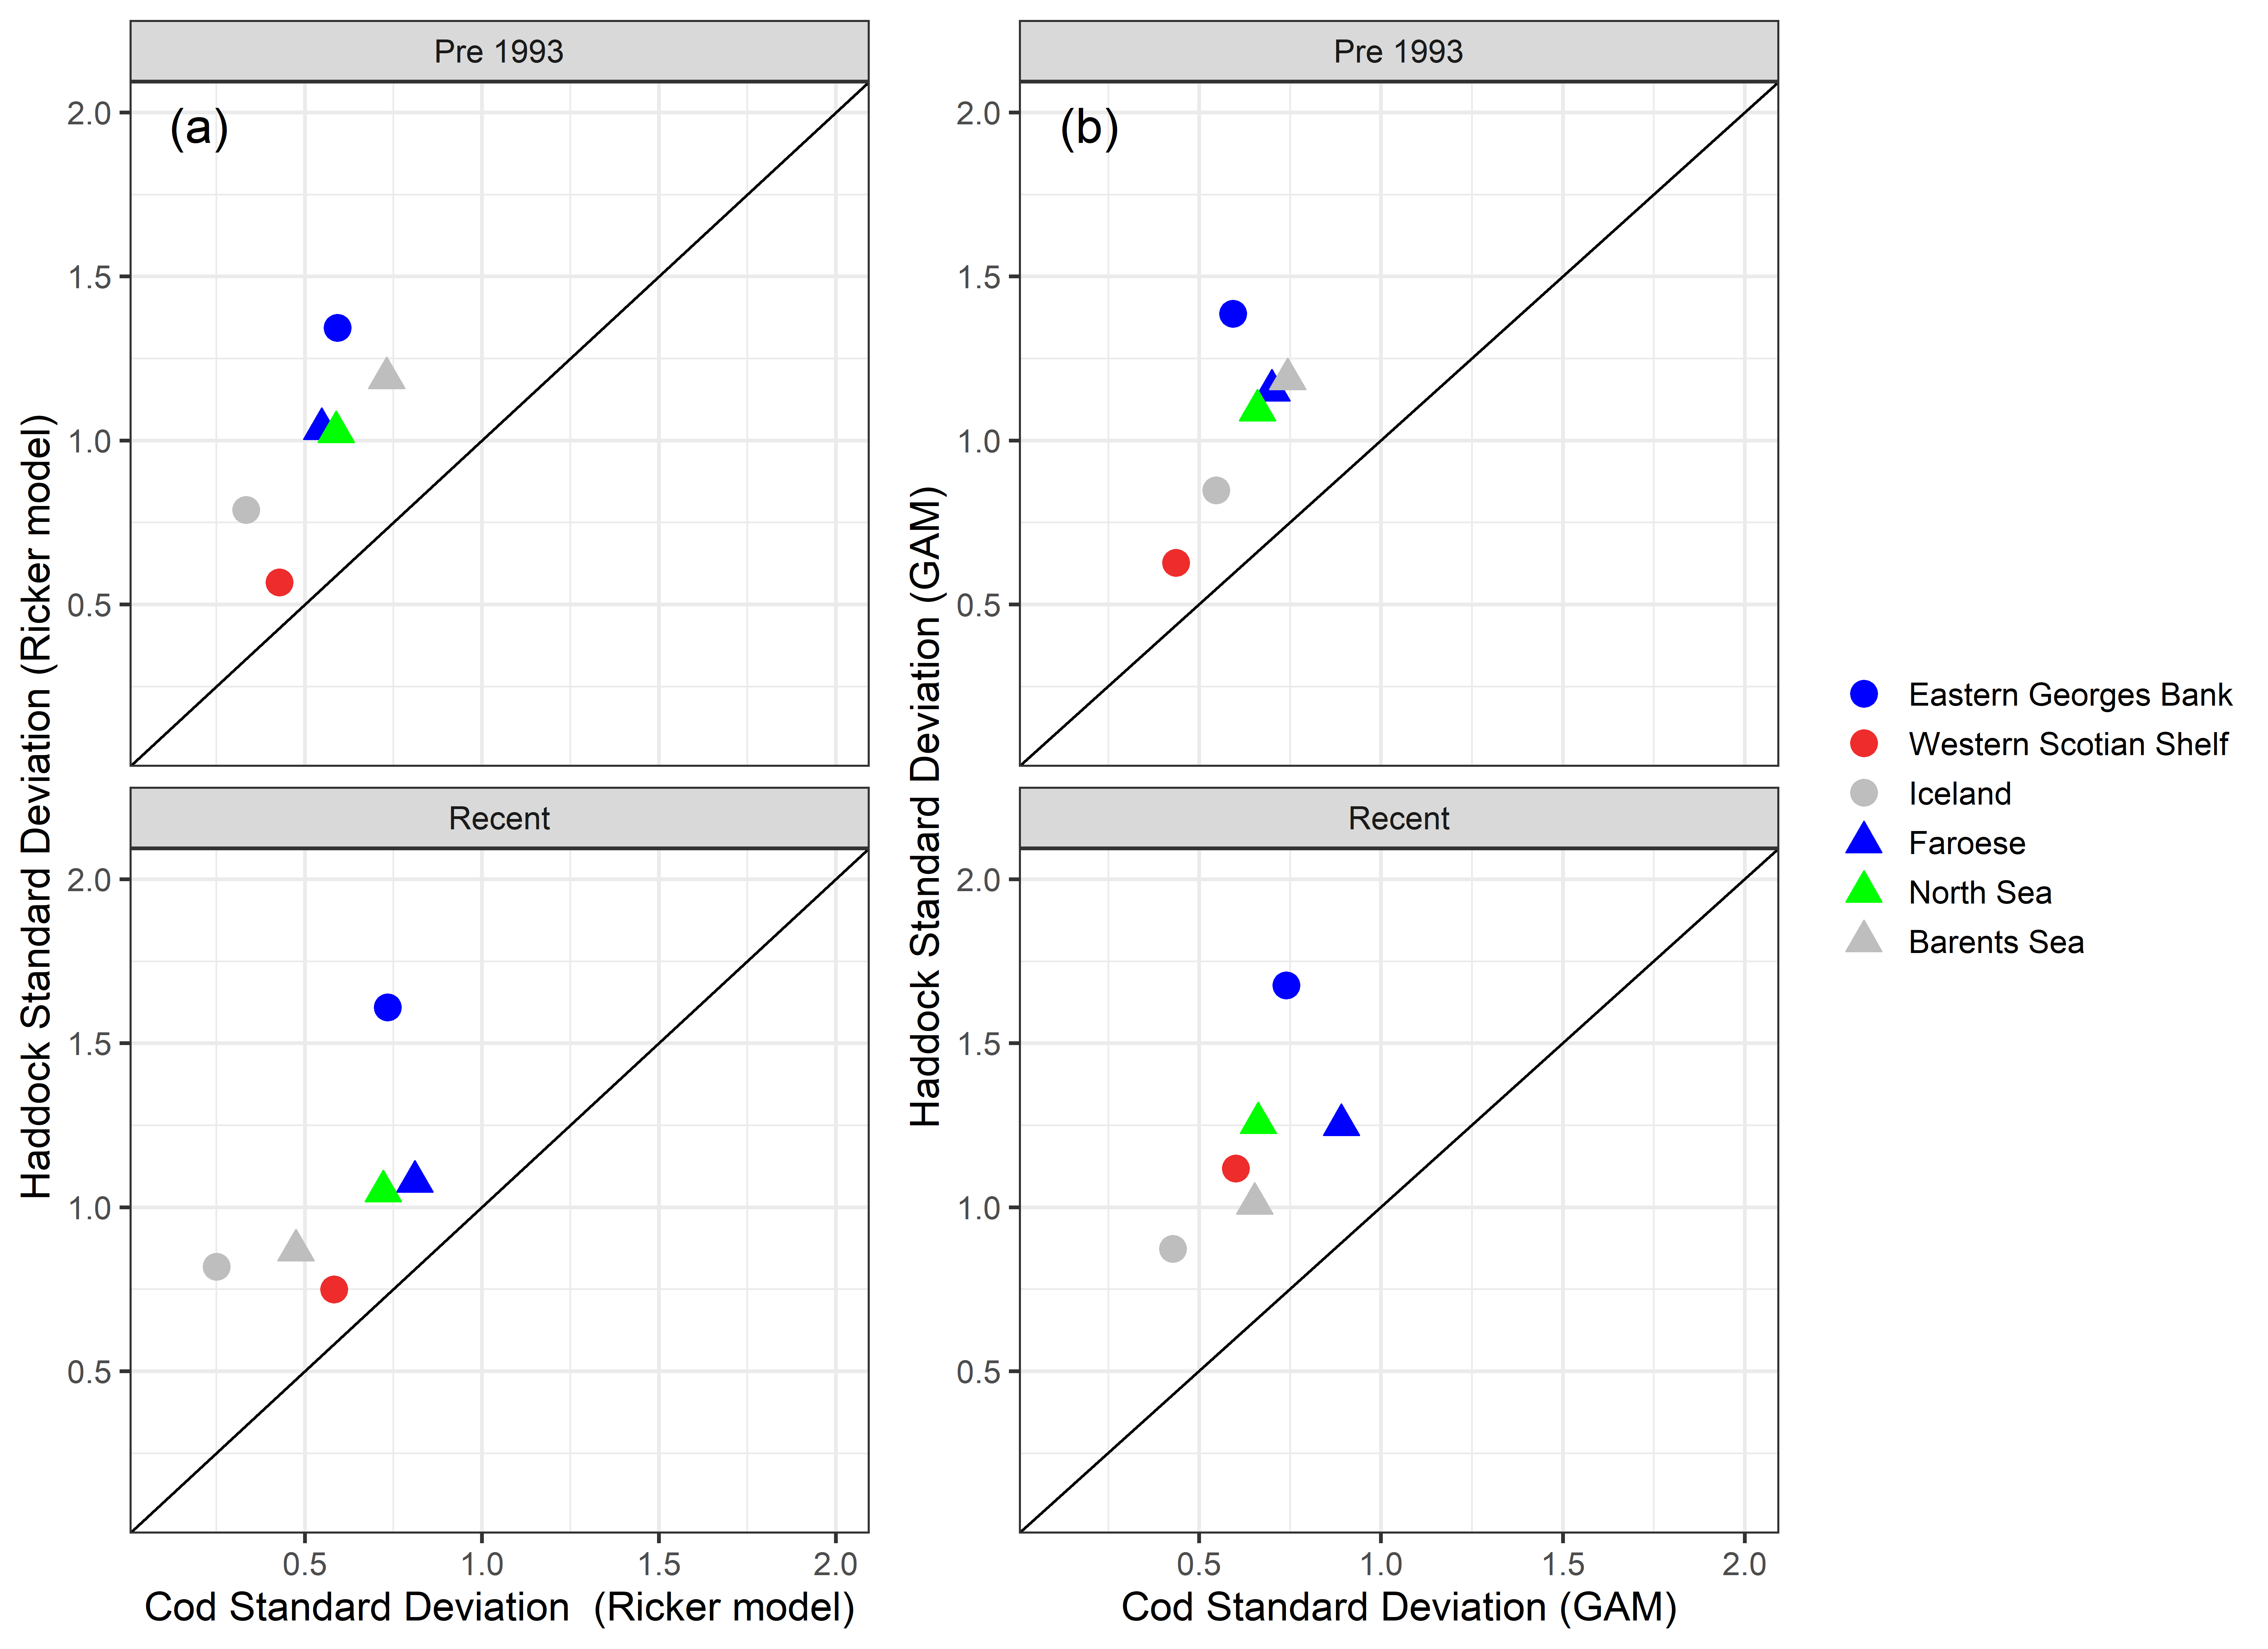 Pre 1993
(a)
2.0
1.5
1.0
0.5
Haddock Standard Deviation (Ricker model)
Recent
2.0
1.5
1.0
0.5
0.5 1.0 1.5 2.0
Cod Standard Deviation  (Ricker model)
Pre 1993
(b)
2.0
1.5
1.0
0.5
Haddock Standard Deviation (GAM)
Recent
2.0
1.5
1.0
0.5
0.5 1.0 1.5 2.0
Cod Standard Deviation (GAM)
Eastern Georges Bank
Western Scotian Shelf
Iceland
Faroese
North Sea
Barents Sea